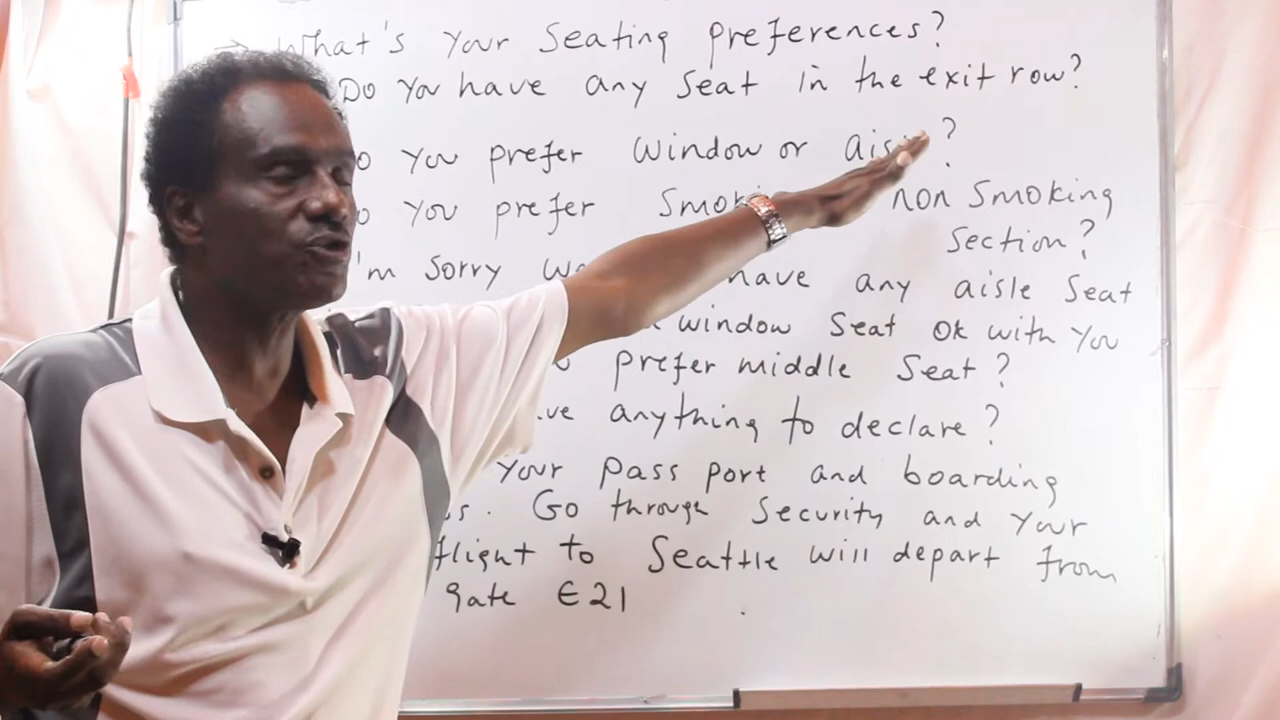 What's your seating preferences?
Do you have any seat in the exit row?
you prefer window or
you prefer non smoking
section?
I'm sorry have any aisle seat
window seat ok with you
prefer middle seat?
anything to declare?
your pass port and boarding
Go through security and your
flight to Seattle will depart from
gate E21